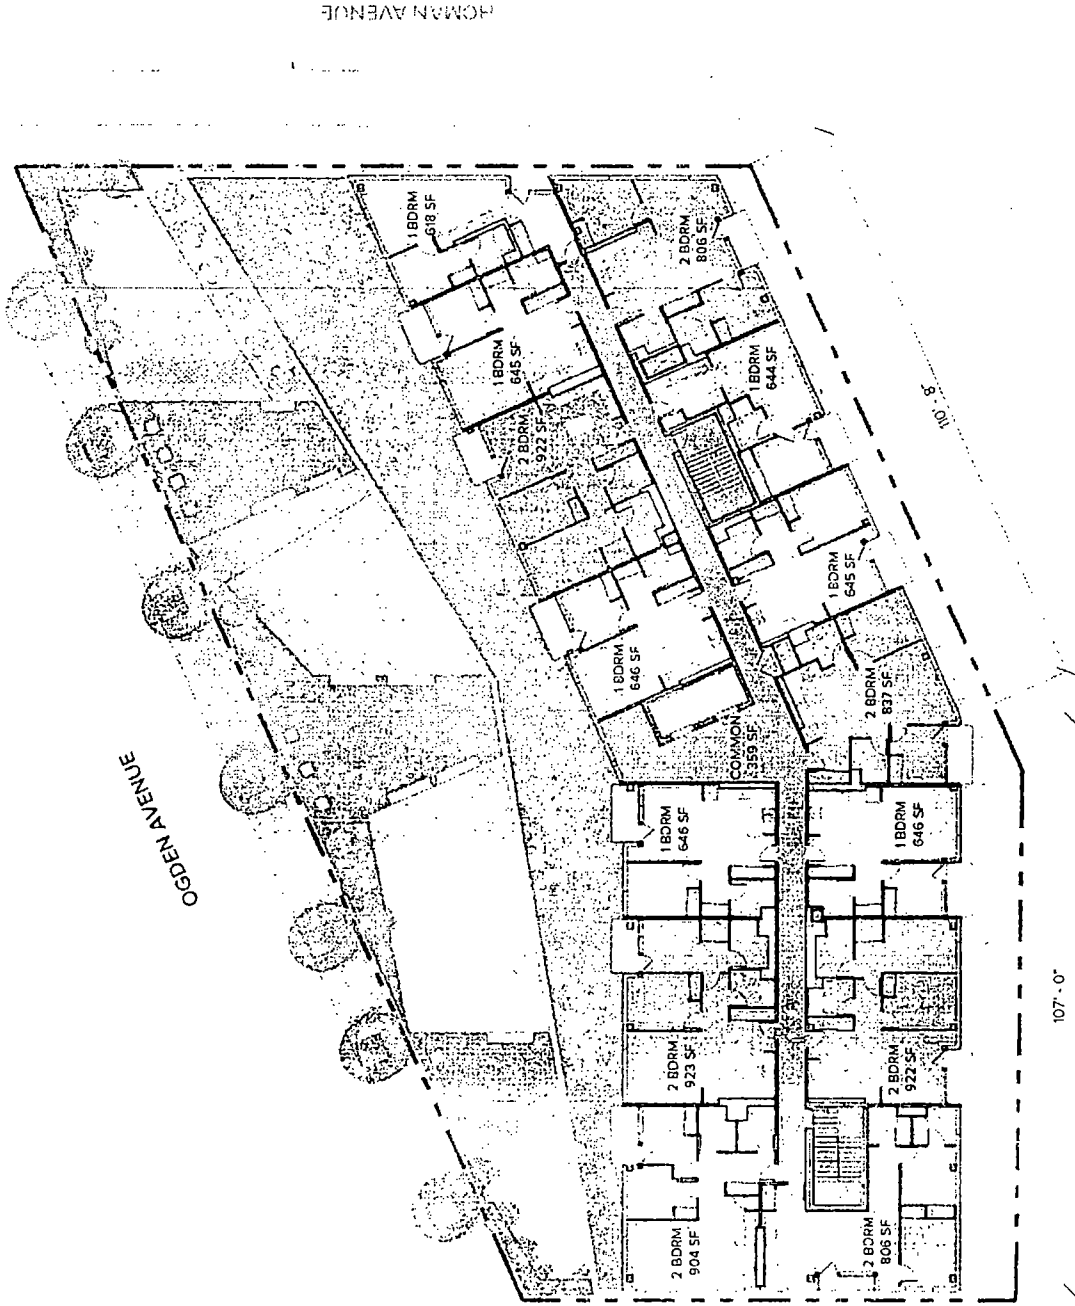 HOMAN AVENUE
OGDEN AVENUE
1 BDRM
618 SF
2 BDRM
806 SF
1 BDRM
645 SF
1 BDRM
644 SF
2 BDRM
922 SF
1 BDRM
645 SF
1 BDRM
646 SF
2 BDRM
837 SF
COMMON
359 SF
1 BDRM
646 SF
1 BDRM
646 SF
2 BDRM
923 SF
2 BDRM
922 SF
2 BDRM
904 SF
2 BDRM
806 SF
110'- 8"
107'- 0"